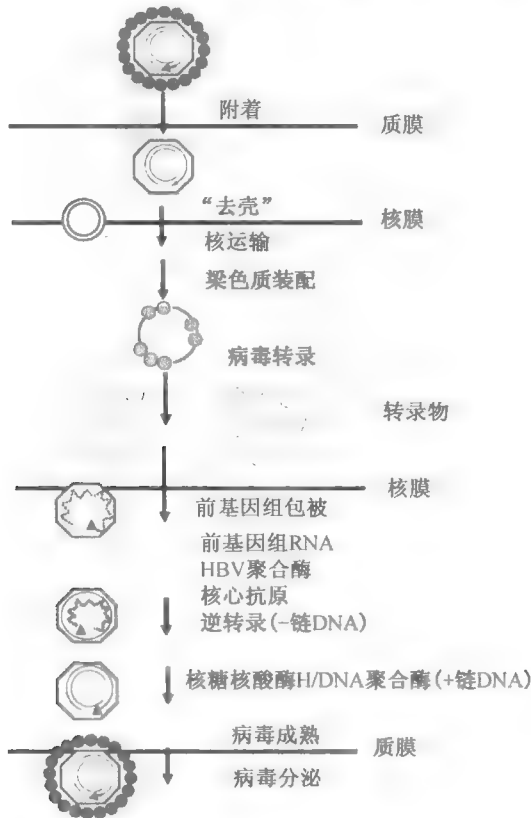 附着
质膜
“去壳”
核膜
核运输
梁色质装配
病毒转录
转录物
核膜
前基因组包被
前基因组RNA
HBV聚合酶
核心抗原
逆转录(-链DNA)
核糖核酸酶H/DNA聚合酶(+链DNA)
病毒成熟
质膜
病毒分泌